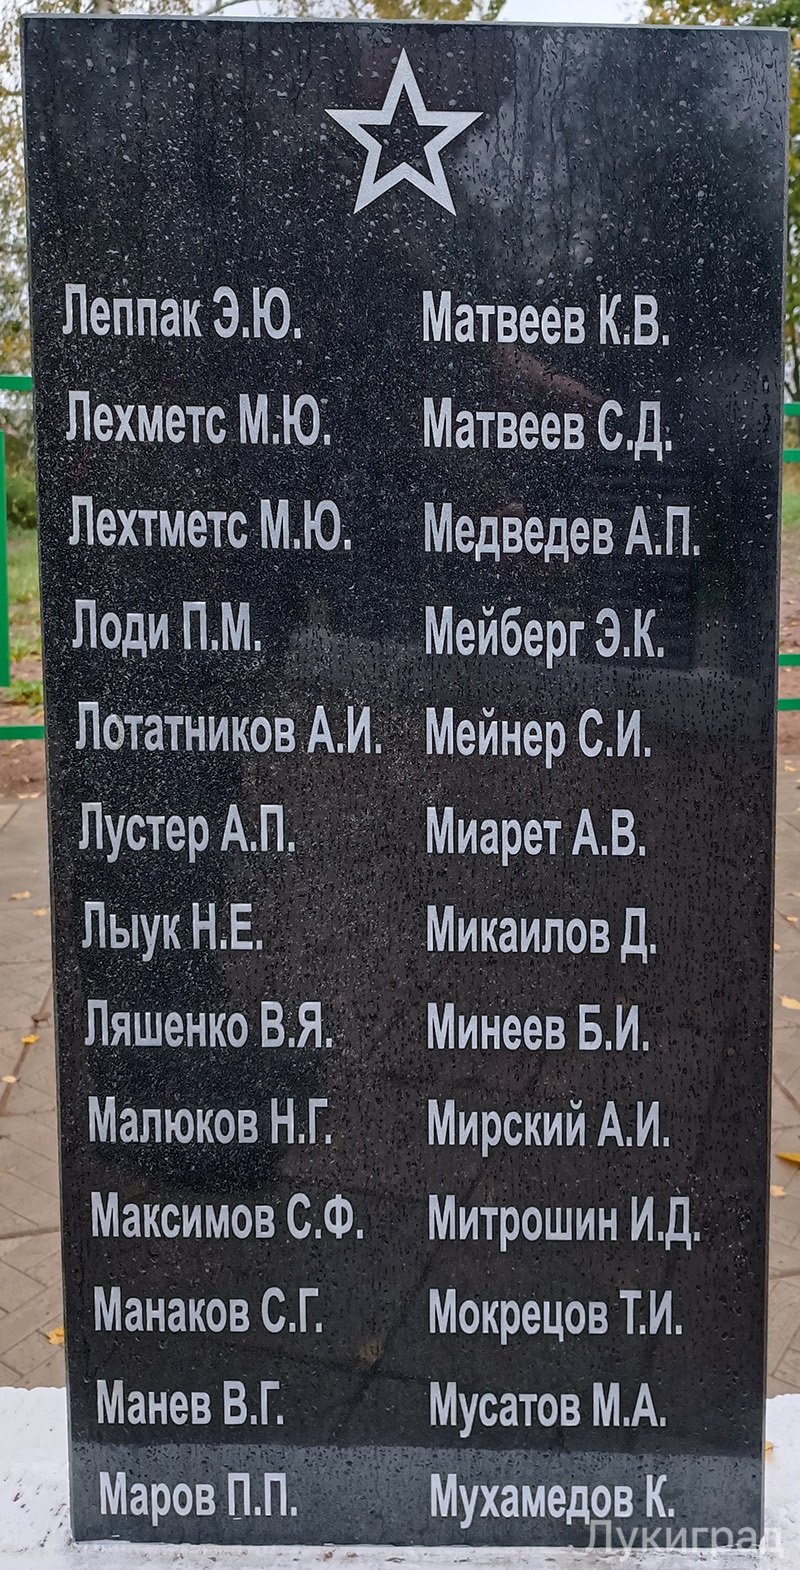 Леппак Э.Ю.
Лехметс М.Ю.
Лехтметс М.Ю.
Лоди П.М.
Лотатников А.И.
Лустер А.П.
Лыук Н.Е.
Ляшенко В.Я.
Малюков Н.Г.
Максимов С.Ф.
Манаков С.Г.
Манев В.Г.
Маров П.П.
Матвеев К.В.
Матвеев С.Д.
Медведев А.П.
Мейберг Э.К.
Мейнер С.И.
Миарет А.В.
Микаилов Д.
Минеев Б.И.
Мирский А.И.
Митрошин И.Д.
Мокрецов Т.И.
Мусатов М.А.
Мухамедов К.
Лукиград